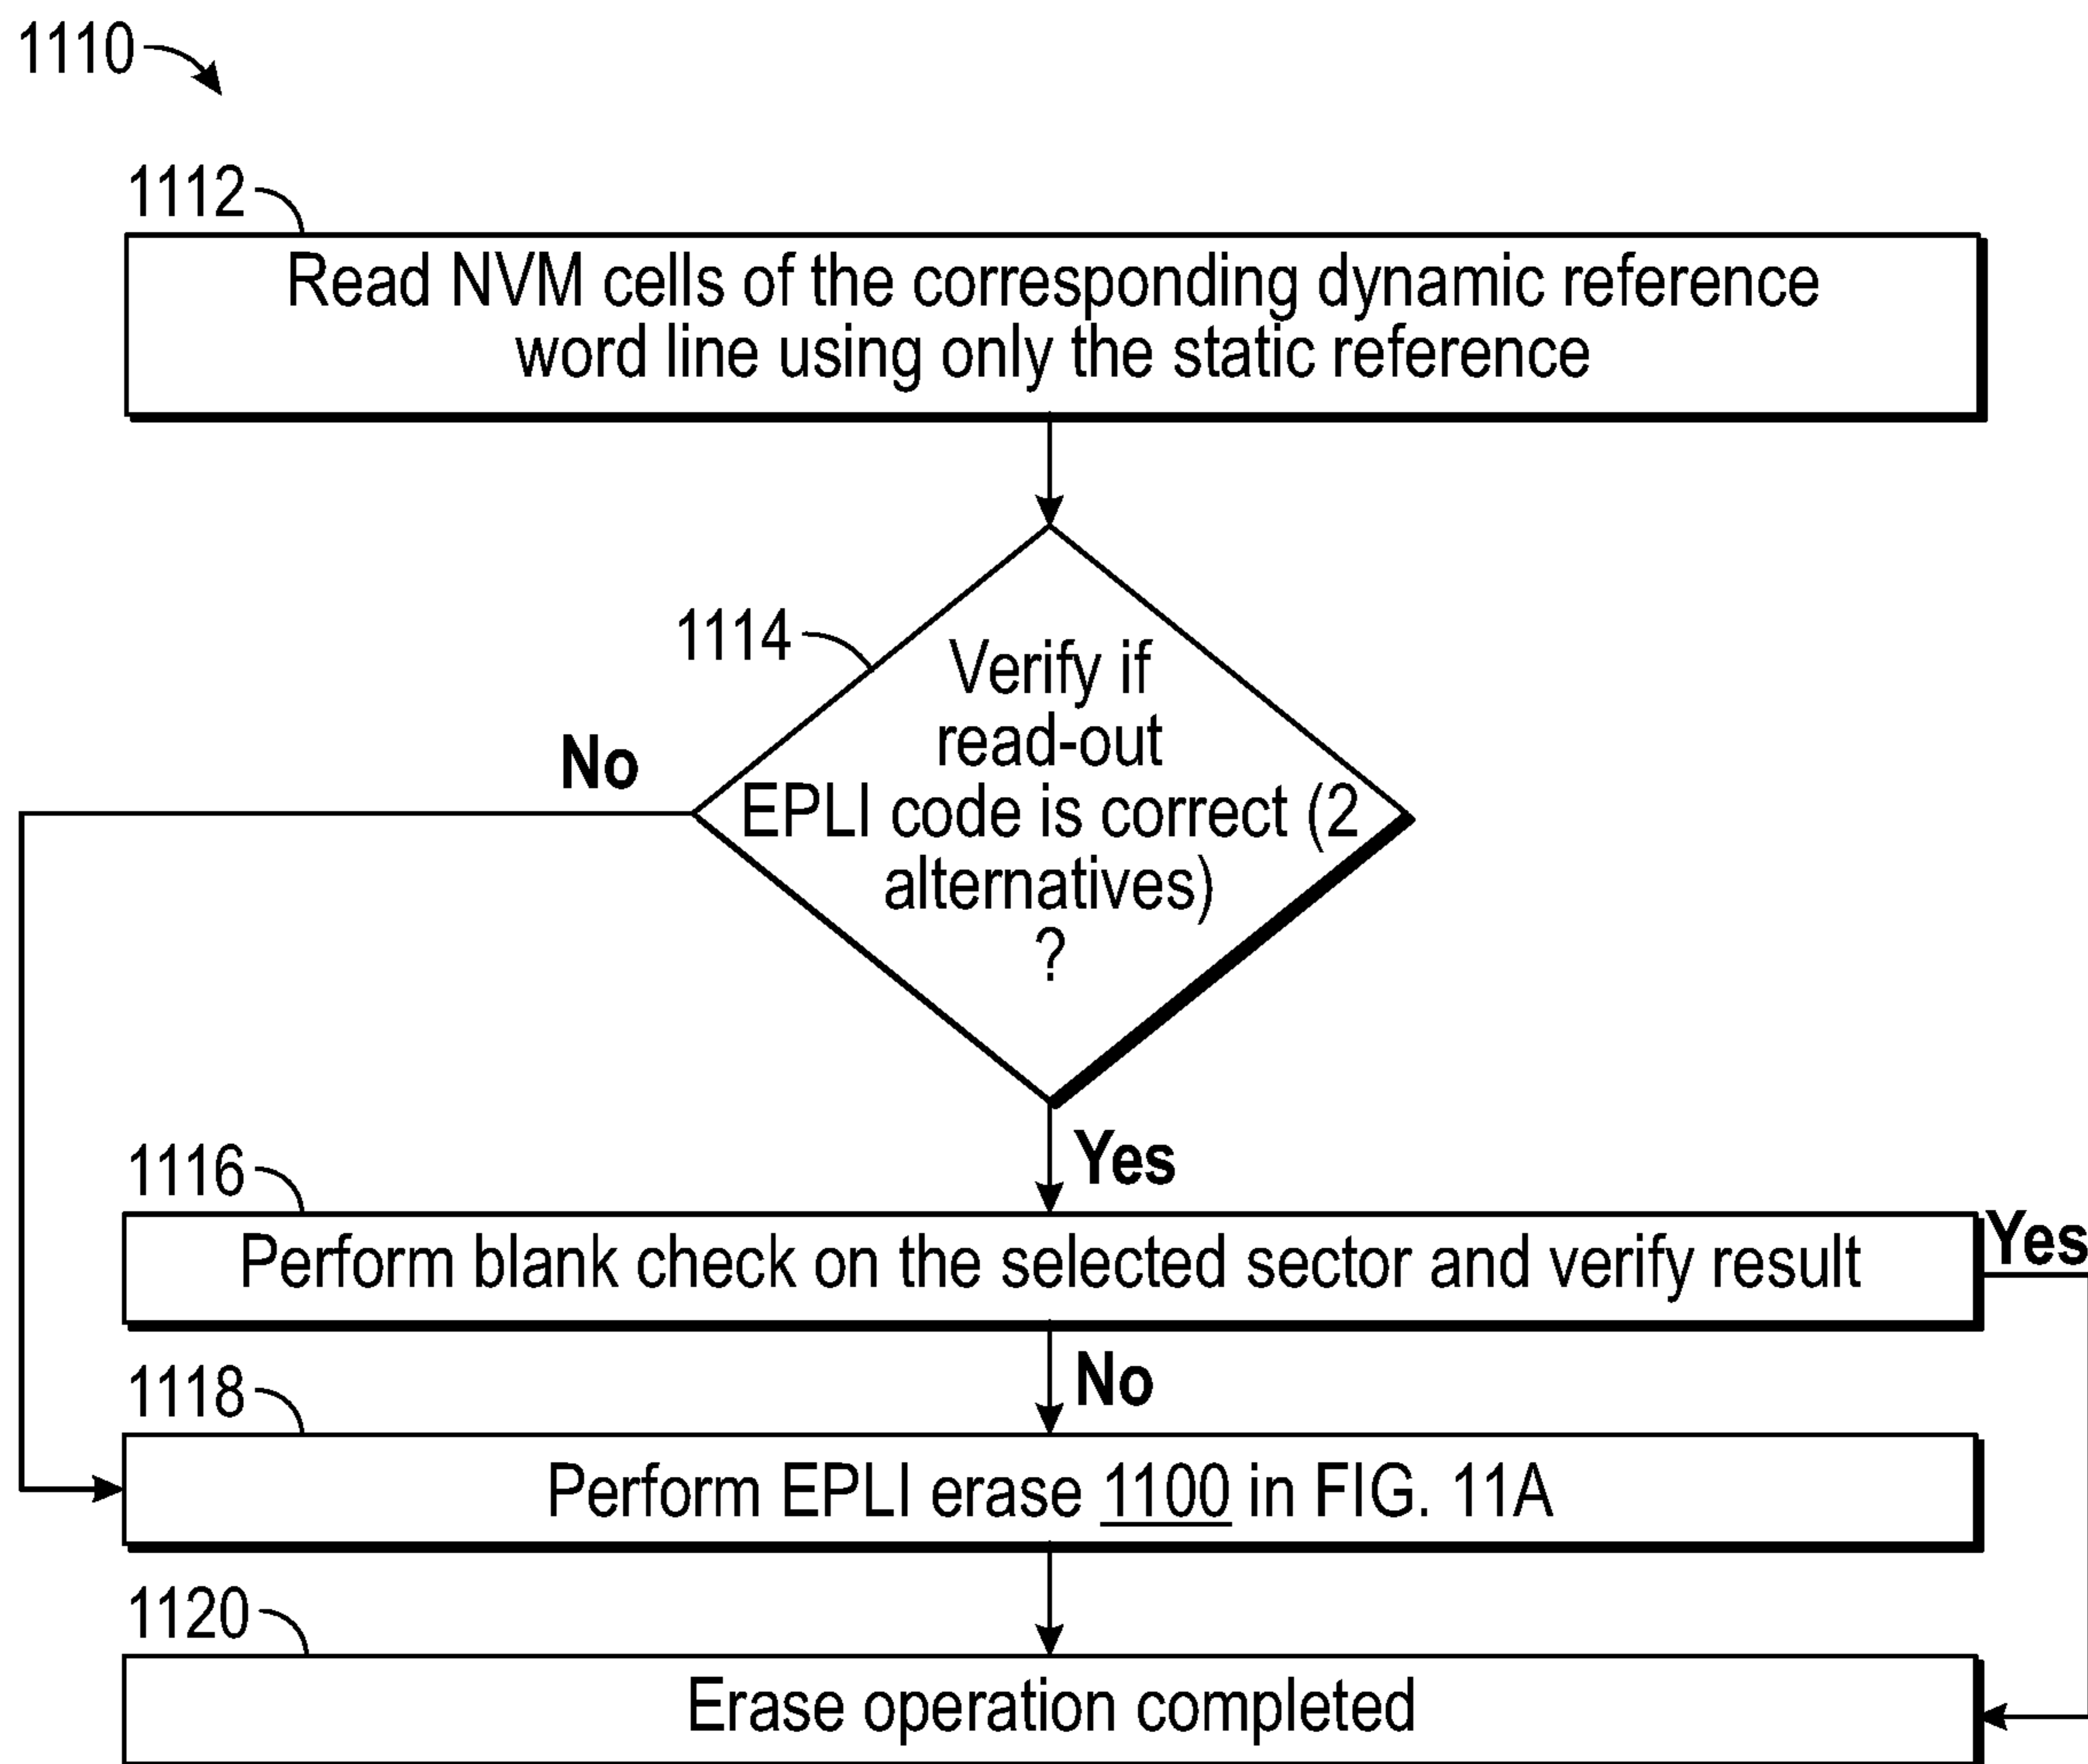 1110
1112
Read NVM cells of the corresponding dynamic reference
word line using only the static reference
1114
Verify if
read-out
EPLI code is correct (2
alternatives)
?
No
Yes
1116
Perform blank check on the selected sector and verify result
Yes
No
1118
Perform EPLI erase 1100 in FIG. 11A
1120
Erase operation completed